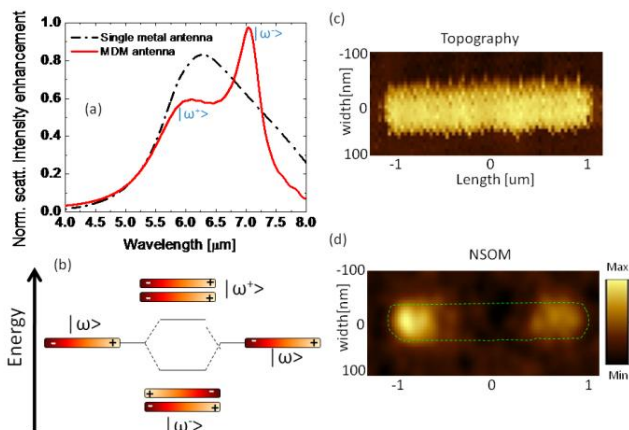 (a)
Norm. scatt. Intensity enhancement
1.0
0.8
0.6
0.4
0.2
0.0
Single metal antenna
MDM antenna
|ω⁻>
|ω⁺>
4.0 4.5 5.0 5.5 6.0 6.5 7.0 7.5 8.0
Wavelength [μm]
(b)
Energy
- +
- +
|ω⁺>
|ω>
- +
- +
|ω>
+ -
- +
|ω⁻>
(c)
Topography
width[nm]
-100
0
100
-1 0 1
Length [um]
(d)
NSOM
width[nm]
-100
0
100
-1 0 1
Max
Min